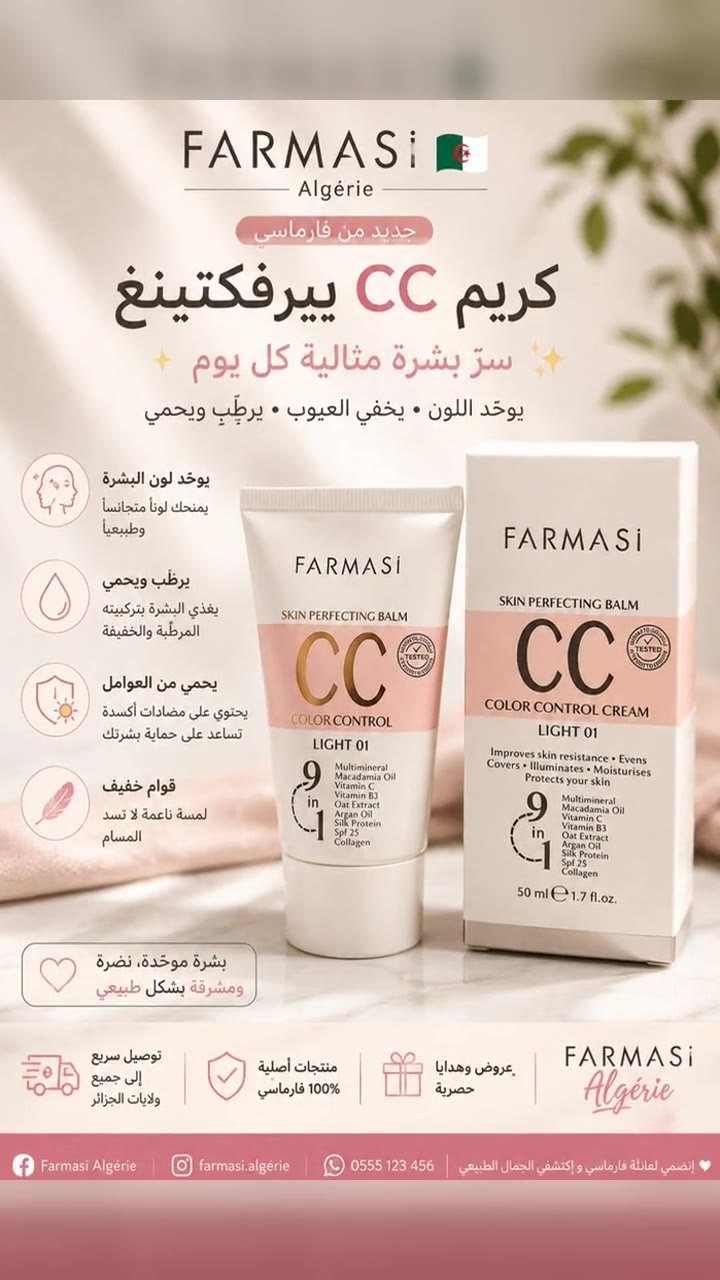 FARMASi
Algérie
جديد من فارماسي
كريم CC بيرفكتينغ
سرّ بشرة مثالية كل يوم
يوحّد اللون • يخفي العيوب • يرطّب ويحمي
يوحّد لون البشرة
يمنحك لوناً متجانساً
وطبيعياً
يرطّب ويحمي
يغذي البشرة بتركيبته
المرطّبة والخفيفة
يحمي من العوامل
يحتوي على مضادات أكسدة
تساعد على حماية بشرتك
قوام خفيف
لمسة ناعمة لا تسد
المسام
بشرة موحّدة، نضرة
ومشرقة بشكل طبيعي
FARMASi
SKIN PERFECTING BALM
CC
TESTED
COLOR CONTROL
LIGHT 01
9 in 1
Multimineral
Macadamia Oil
Vitamin C
Vitamin B3
Oat Extract
Argan Oil
Silk Protein
Spf 25
Collagen
FARMASi
SKIN PERFECTING BALM
CC
TESTED
COLOR CONTROL CREAM
LIGHT 01
Improves skin resistance • Evens
Covers • Illuminates • Moisturises
Protects your skin
9 in 1
Multimineral
Macadamia Oil
Vitamin C
Vitamin B3
Oat Extract
Argan Oil
Silk Protein
Spf 25
Collagen
50 ml ℮ 1.7 fl.oz.
توصيل سريع
إلى جميع
ولايات الجزائر
منتجات أصلية
100% فارماسي
عروض وهدايا
حصرية
FARMASi
Algérie
Farmasi Algérie
farmasi.algerie
0555 123 456
إنضمي لعائلة فارماسي و إكتشفي الجمال الطبيعي ♥